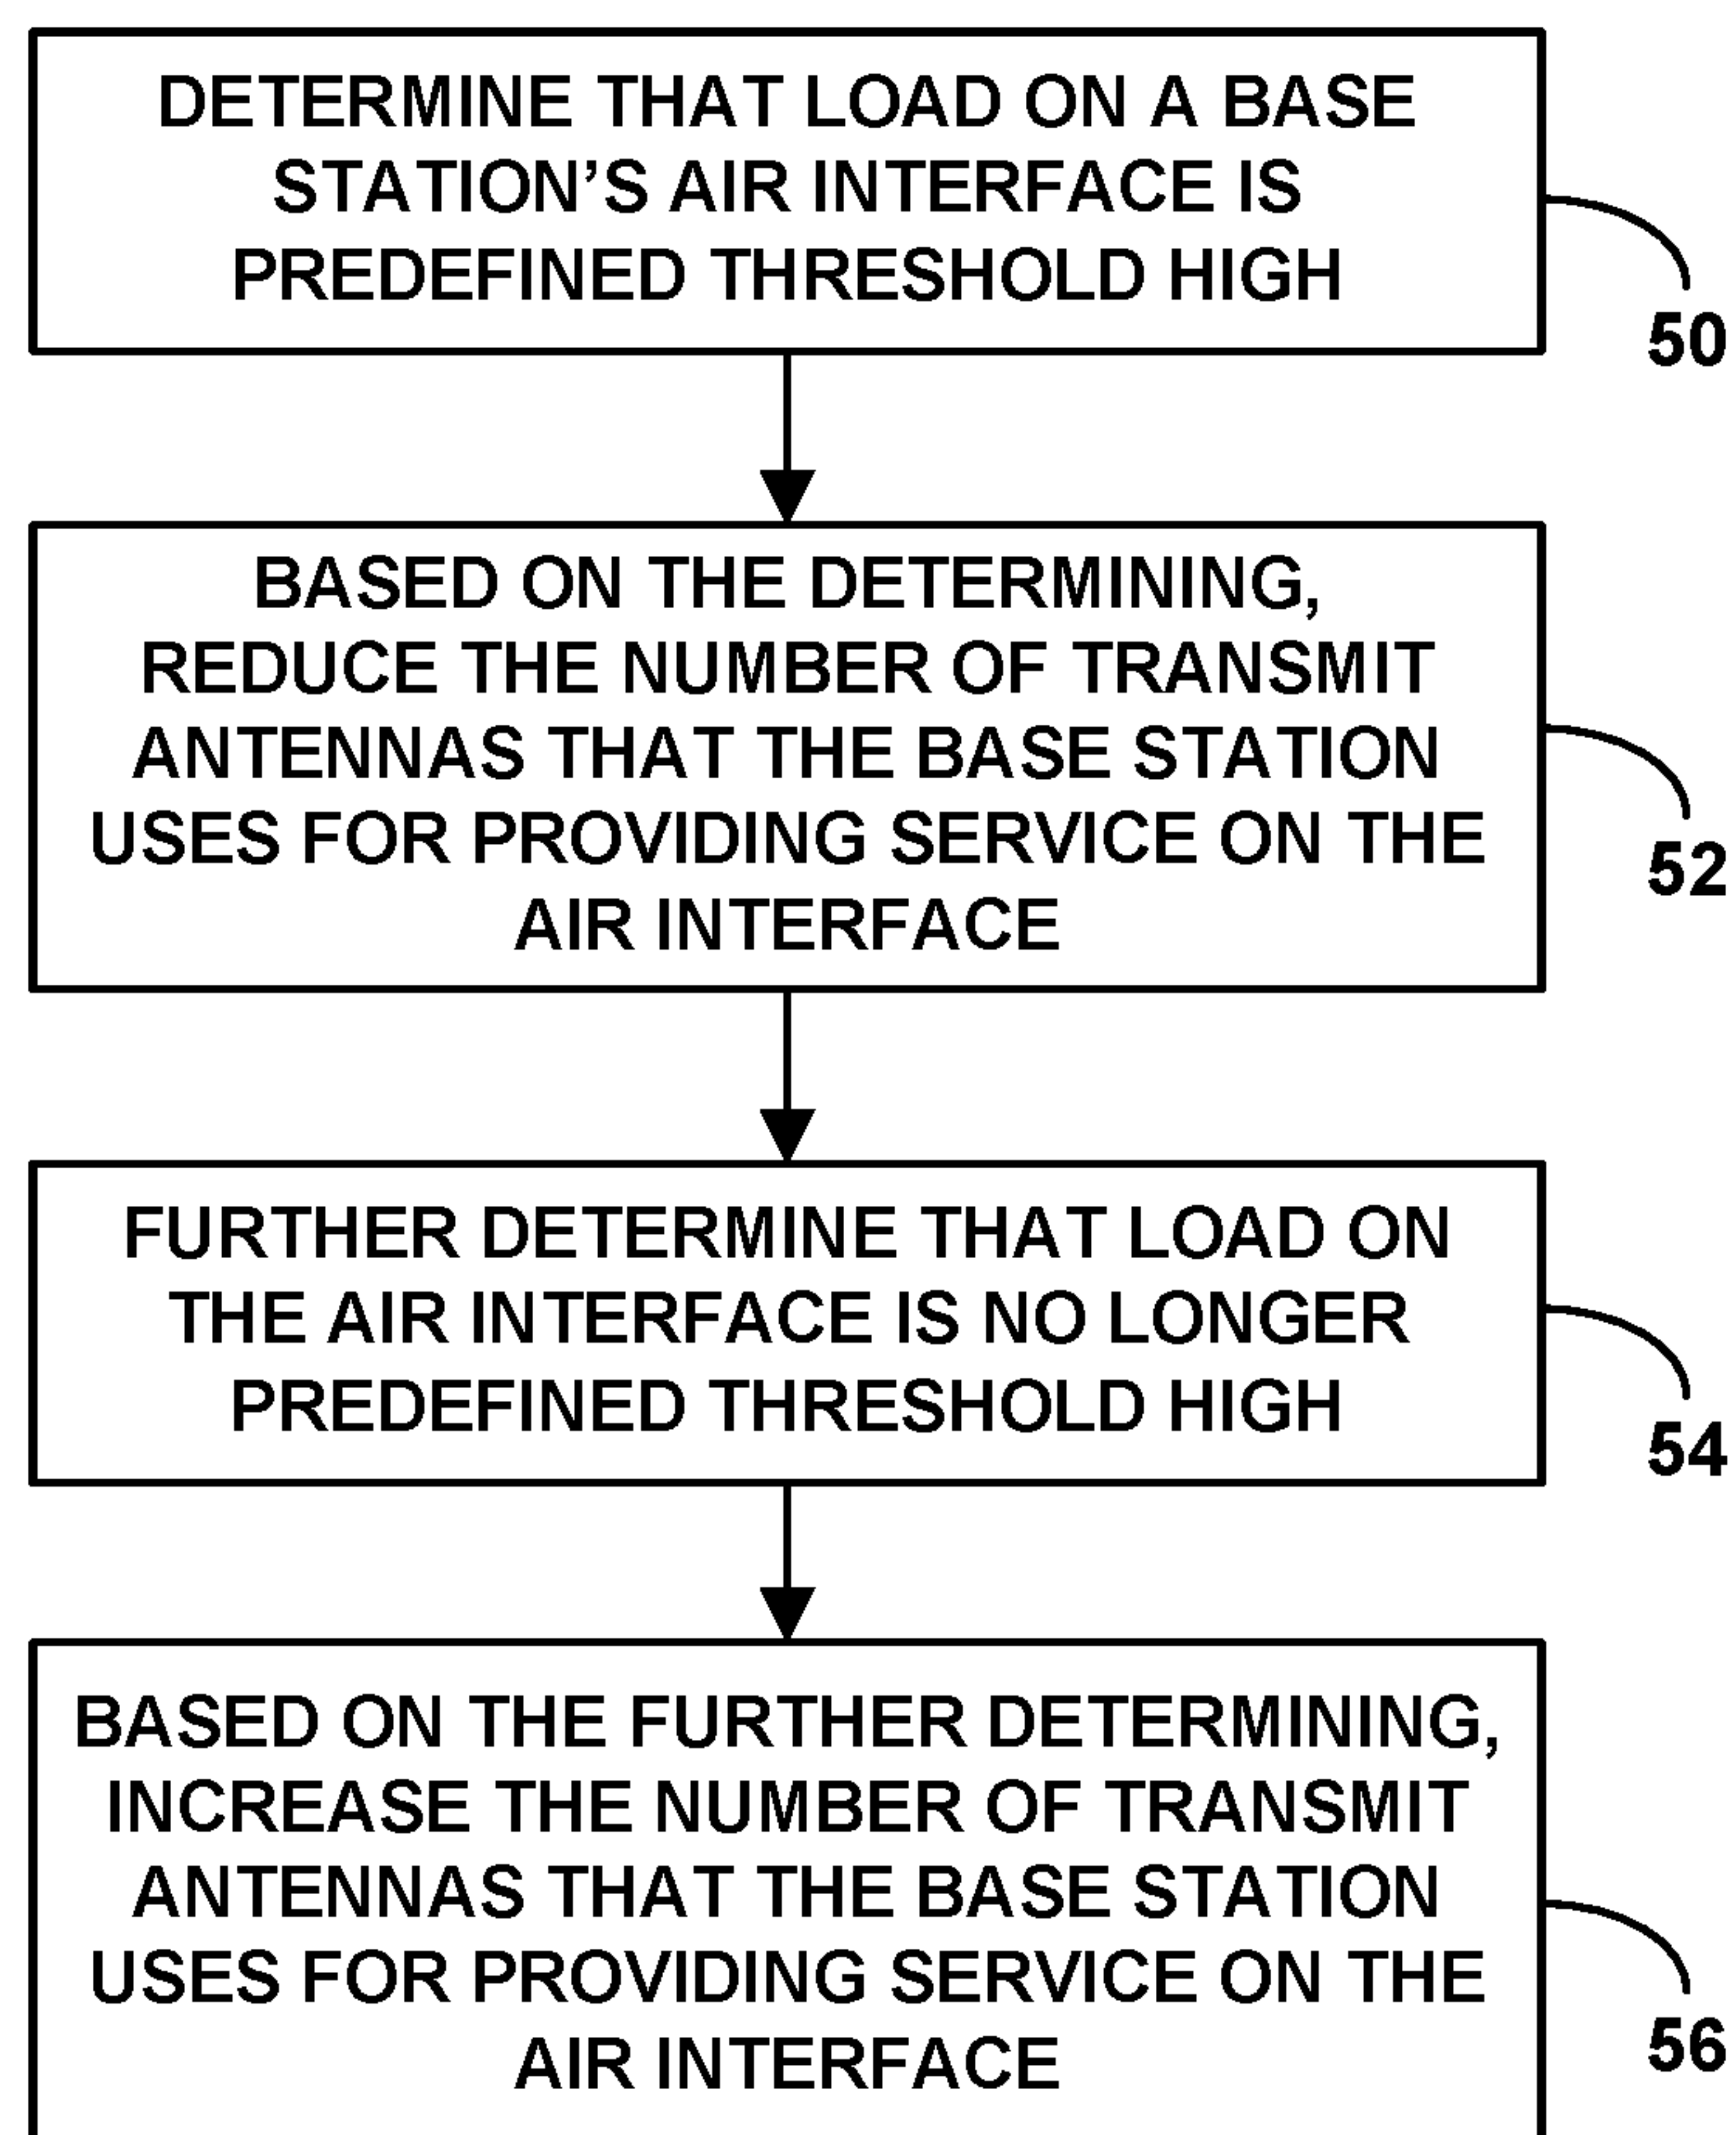 DETERMINE THAT LOAD ON A BASE
STATION'S AIR INTERFACE IS
PREDEFINED THRESHOLD HIGH
50
BASED ON THE DETERMINING,
REDUCE THE NUMBER OF TRANSMIT
ANTENNAS THAT THE BASE STATION
USES FOR PROVIDING SERVICE ON THE
AIR INTERFACE
52
FURTHER DETERMINE THAT LOAD ON
THE AIR INTERFACE IS NO LONGER
PREDEFINED THRESHOLD HIGH
54
BASED ON THE FURTHER DETERMINING,
INCREASE THE NUMBER OF TRANSMIT
ANTENNAS THAT THE BASE STATION
USES FOR PROVIDING SERVICE ON THE
AIR INTERFACE
56